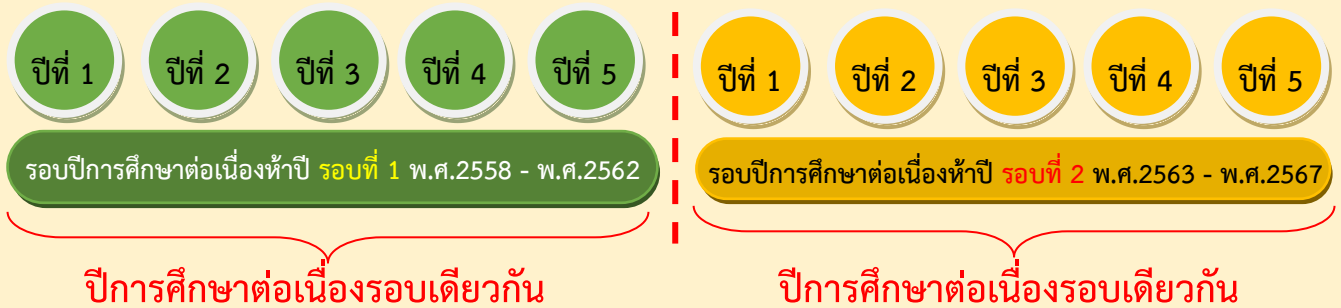 ปีที่ 1 ปีที่ 2 ปีที่ 3 ปีที่ 4 ปีที่ 5
รอบปีการศึกษาต่อเนื่องห้าปี รอบที่ 1 พ.ศ.2558 - พ.ศ.2562
ปีการศึกษาต่อเนื่องรอบเดียวกัน
ปีที่ 1 ปีที่ 2 ปีที่ 3 ปีที่ 4 ปีที่ 5
รอบปีการศึกษาต่อเนื่องห้าปี รอบที่ 2 พ.ศ.2563 - พ.ศ.2567
ปีการศึกษาต่อเนื่องรอบเดียวกัน